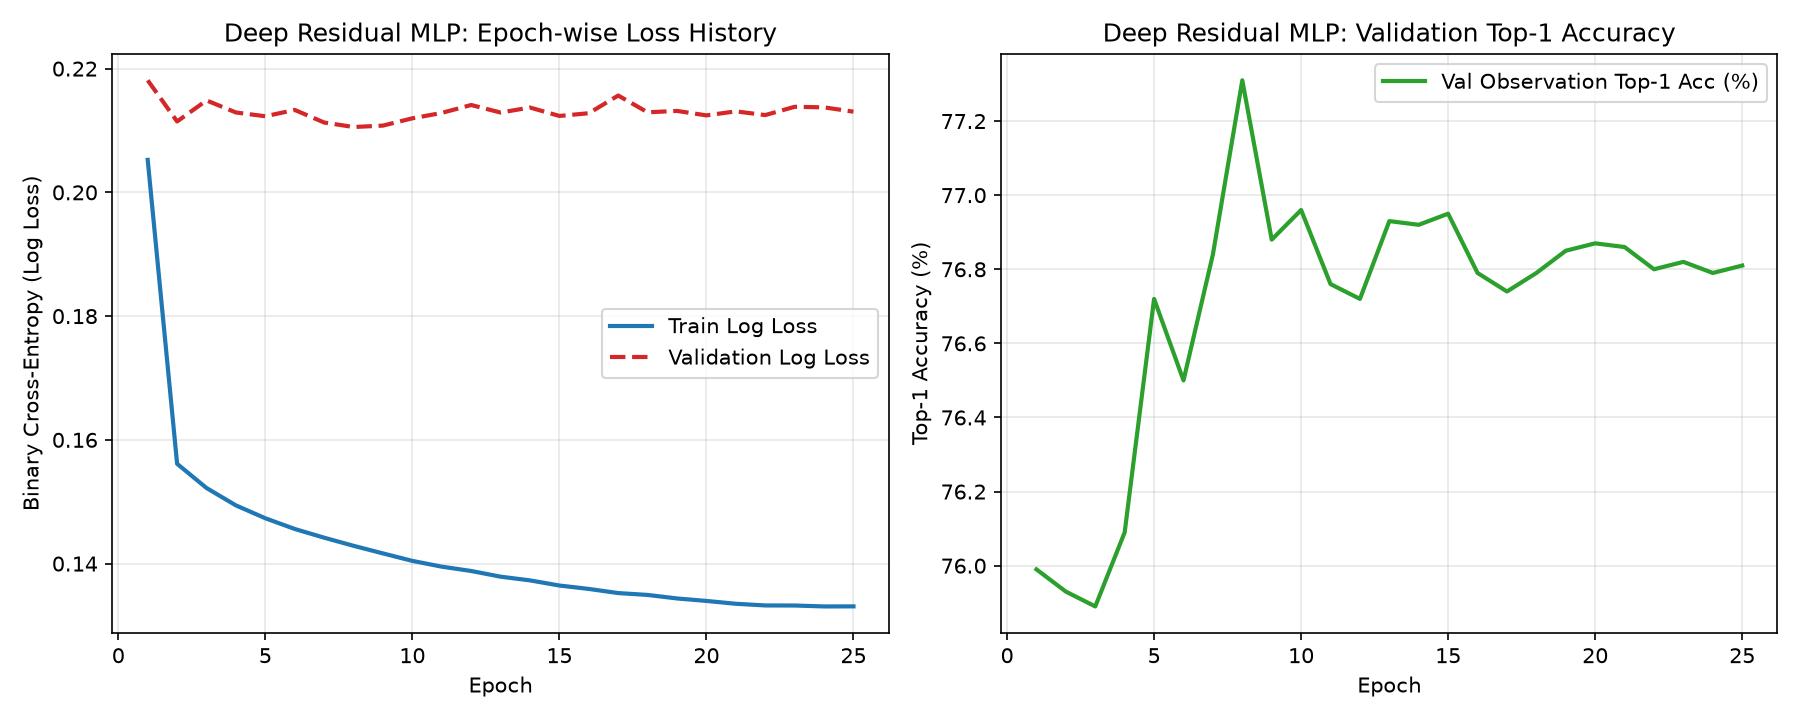 Deep Residual MLP: Epoch-wise Loss History
Binary Cross-Entropy (Log Loss)
0.22
0.20
0.18
0.16
0.14
Train Log Loss
Validation Log Loss
0 5 10 15 20 25
Epoch
Deep Residual MLP: Validation Top-1 Accuracy
Top-1 Accuracy (%)
Val Observation Top-1 Acc (%)
77.2
77.0
76.8
76.6
76.4
76.2
76.0
0 5 10 15 20 25
Epoch